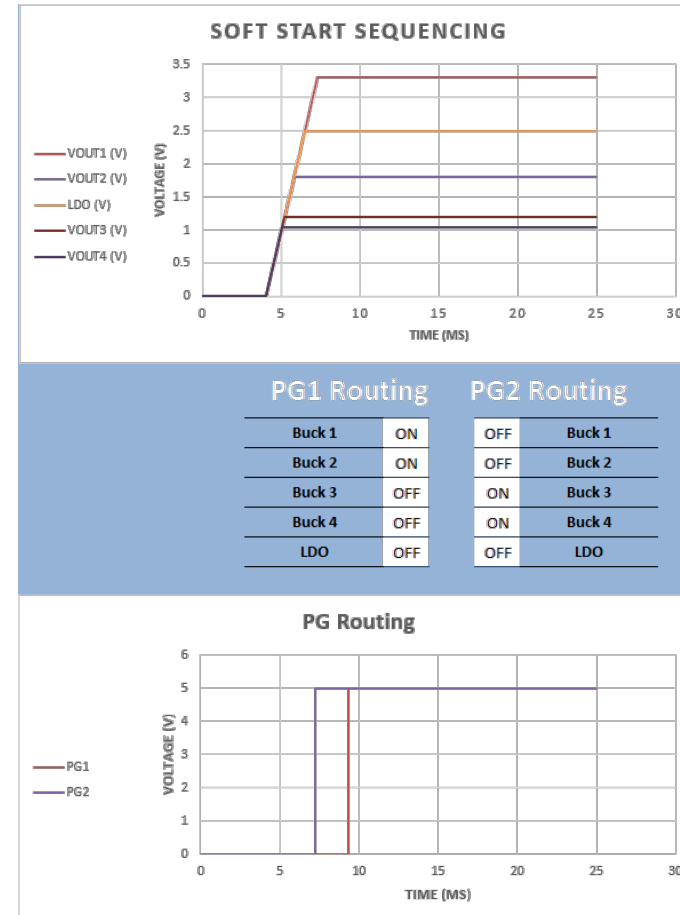 SOFT START SEQUENCING
3.5
3
2.5
2
1.5
1
0.5
0
VOLTAGE (V)
VOUT1 (V)
VOUT2 (V)
LDO (V)
VOUT3 (V)
VOUT4 (V)
0 5 10 15 20 25 30
TIME (MS)
PG1 Routing PG2 Routing
Buck 1 ON OFF Buck 1
Buck 2 ON OFF Buck 2
Buck 3 OFF ON Buck 3
Buck 4 OFF ON Buck 4
LDO OFF OFF LDO
PG Routing
6
5
4
3
2
1
0
VOLTAGE (V)
PG1
PG2
0 5 10 15 20 25 30
TIME (MS)